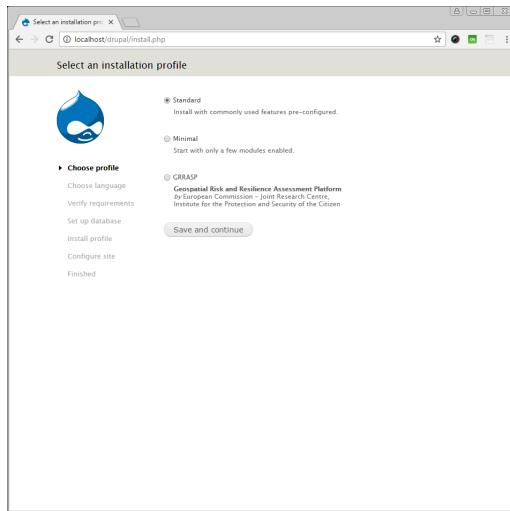 Select an installation pro
localhost/drupal/install.php
Select an installation profile
Standard
Install with commonly used features pre-configured.
Minimal
Start with only a few modules enabled.
GRRASP
Geospatial Risk and Resilience Assessment Platform
by European Commission - Joint Research Centre,
Institute for the Protection and Security of the Citizen
Save and continue
Choose profile
Choose language
Verify requirements
Set up database
Install profile
Configure site
Finished